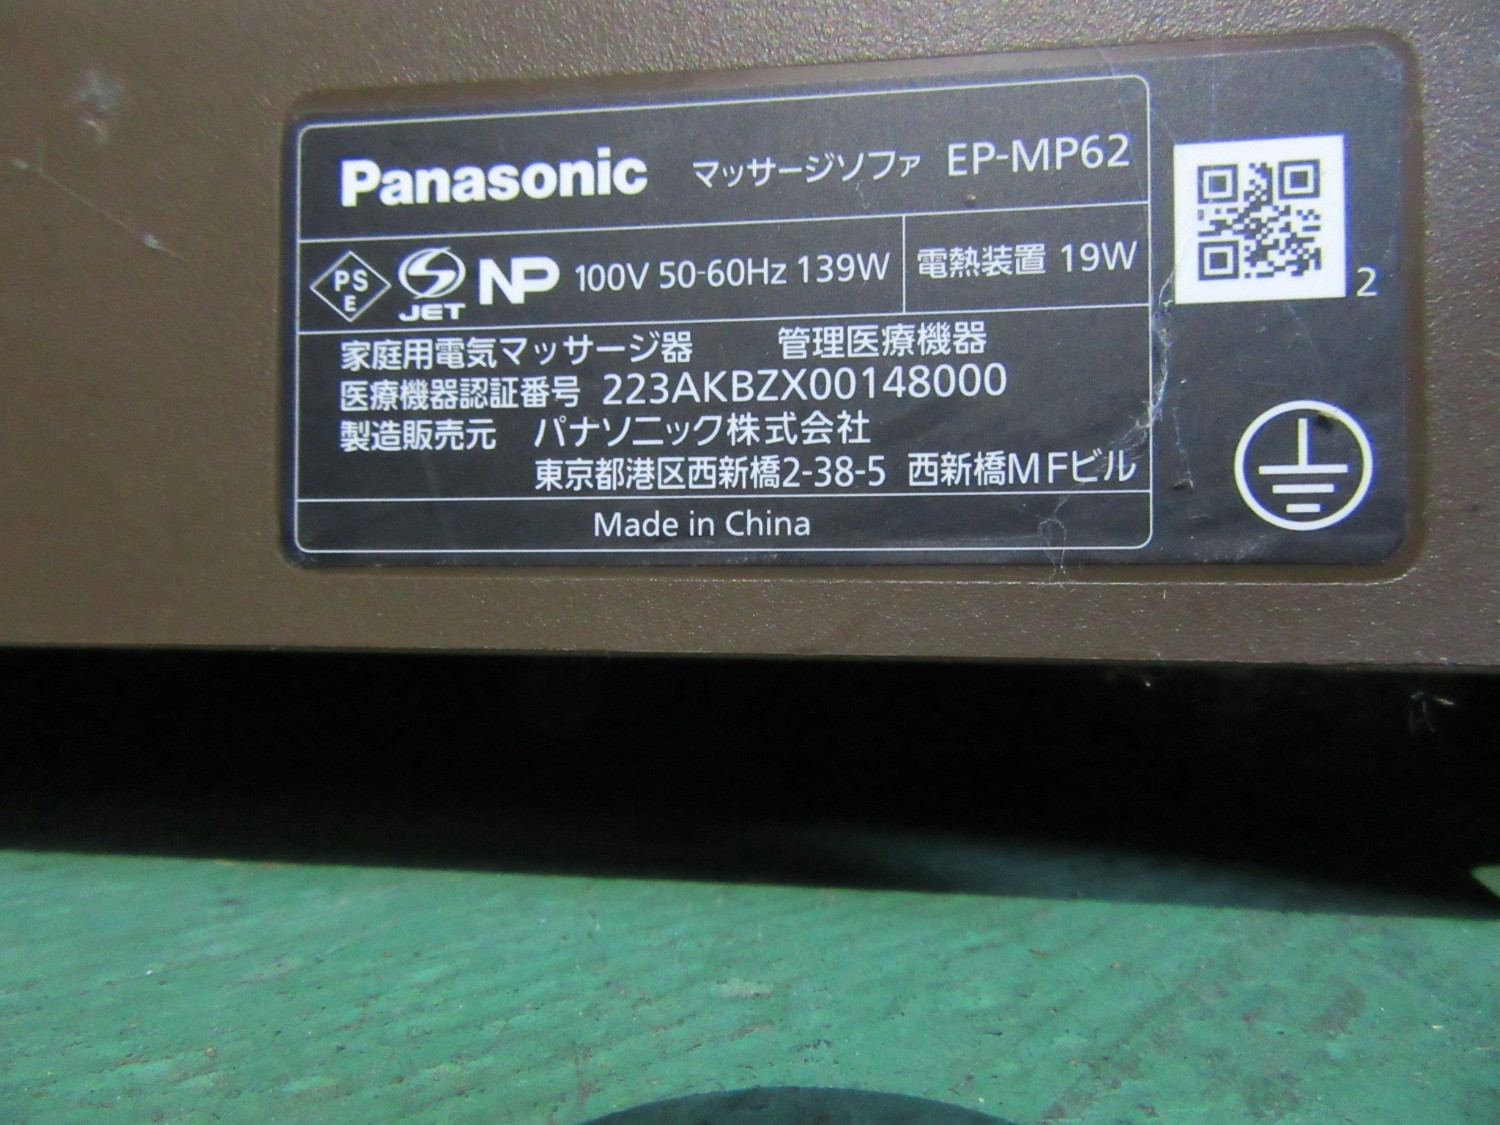 Panasonic マッサージソファ EP-MP62
PS E JET NP 100V 50-60Hz 139W 電熱装置 19W
2
家庭用電気マッサージ器 管理医療機器
医療機器認証番号 223AKBZX00148000
製造販売元 パナソニック株式会社
東京都港区西新橋2-38-5 西新橋MFビル
Made in China